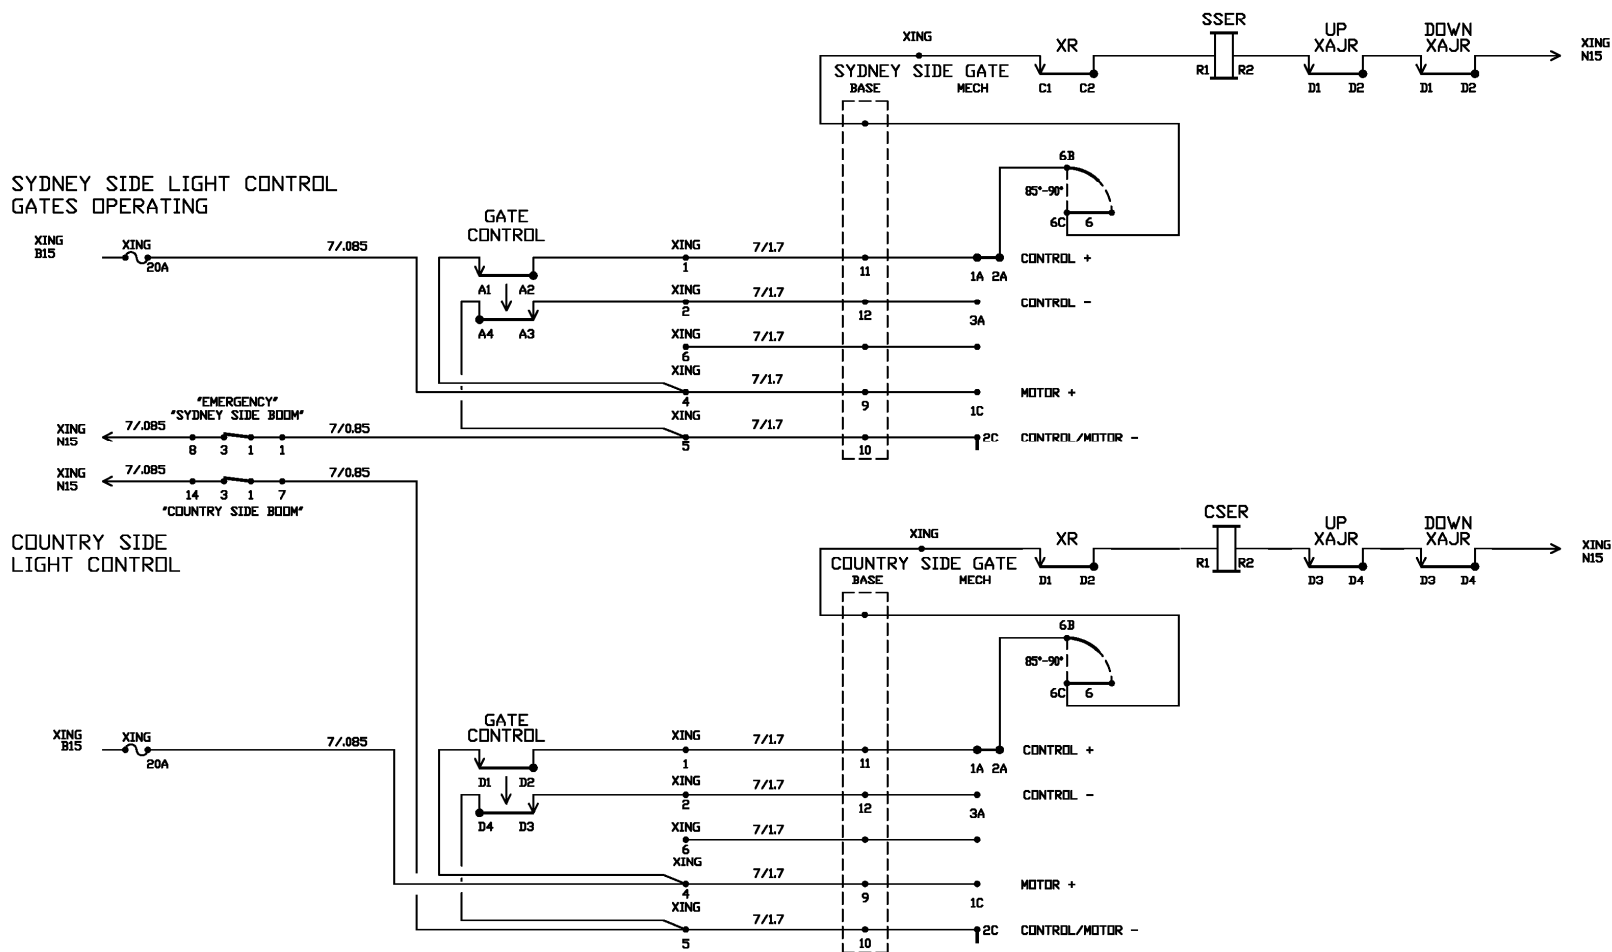 SSER
XING
XR
UP
XAJR
DOWN
XAJR
XING
N15
SYDNEY SIDE GATE
BASE
MECH
C1 C2
R1 R2
D1 D2
D1 D2
6B
85°-90°
6C 6
SYDNEY SIDE LIGHT CONTROL
GATES OPERATING
GATE
CONTROL
XING
B15
XING
20A
7/.085
A1 A2
A4 A3
XING
1
7/1.7
11
1A 2A
CONTROL +
XING
2
7/1.7
12
3A
CONTROL -
XING
6
7/1.7
XING
4
7/1.7
9
1C
MOTOR +
XING
5
7/1.7
10
2C
CONTROL/MOTOR -
"EMERGENCY"
"SYDNEY SIDE BOOM"
XING
N15
7/.085
8 3 1 1
7/0.85
XING
N15
7/.085
14 3 1 7
7/0.85
"COUNTRY SIDE BOOM"
COUNTRY SIDE
LIGHT CONTROL
CSER
XING
XR
UP
XAJR
DOWN
XAJR
XING
N15
COUNTRY SIDE GATE
BASE
MECH
D1 D2
R1 R2
D3 D4
D3 D4
6B
85°-90°
6C 6
GATE
CONTROL
XING
B15
XING
20A
7/.085
D1 D2
D4 D3
XING
1
7/1.7
11
1A 2A
CONTROL +
XING
2
7/1.7
12
3A
CONTROL -
XING
6
7/1.7
XING
4
7/1.7
9
1C
MOTOR +
XING
5
7/1.7
10
2C
CONTROL/MOTOR -